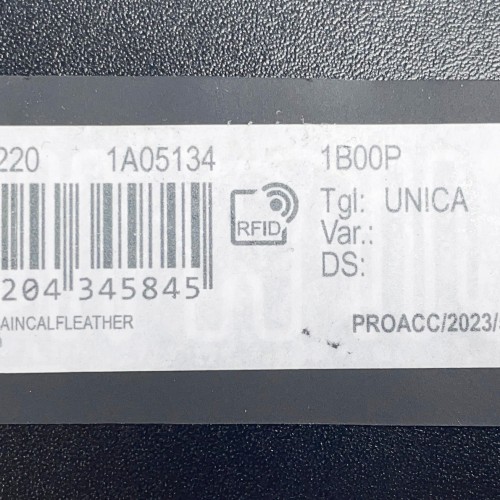 220 1A05134 1B00P
RFID
Tgl: UNICA
Var.:
DS:
204 345845
AINCALFLEATHER
PROACC/2023/